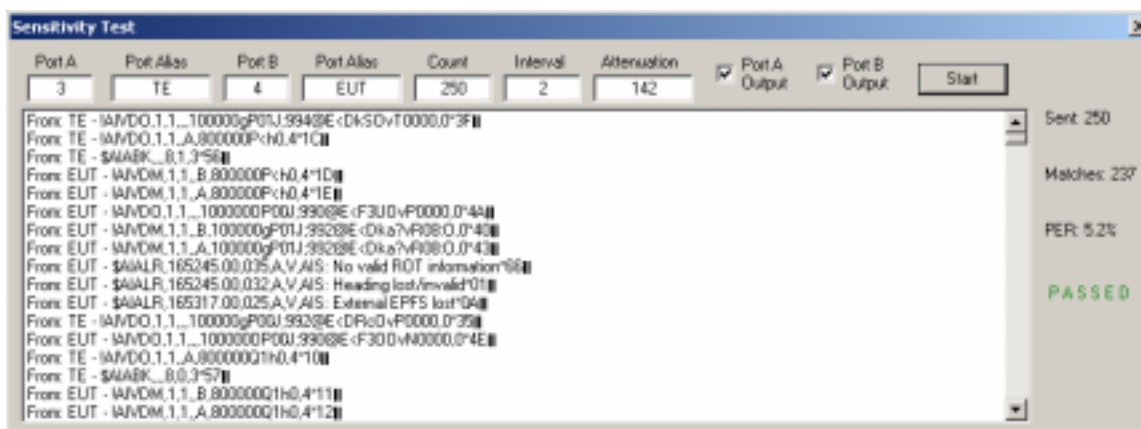 Sensitivity Test
Port A Port Alias Port B Port Alias Count Interval Attenuation Port A Output Port B Output Start
3 TE 4 EUT 250 2 142
From: TE - !AIVDO,1,1,,,100000gP01J;994@E<DkSOvT0000,0*3F
From: TE - !AIVDO,1,1,,A,800000P<h0,4*1C
From: TE - $AIABK,,,8,1,3*56
From: EUT - !AIVDM,1,1,,B,800000P<h0,4*1D
From: EUT - !AIVDM,1,1,,A,800000P<h0,4*1E
From: EUT - !AIVDO,1,1,,,1000000P00J;990@E<F3U0vP0000,0*4A
From: EUT - !AIVDM,1,1,,B,100000gP01J;992@E<Dka?vR08:O,0*40
From: EUT - !AIVDM,1,1,,A,100000gP01J;992@E<Dka?vR08:O,0*43
From: EUT - $AIALR,165245.00,035,A,V,AIS: No valid ROT information*66
From: EUT - $AIALR,165245.00,032,A,V,AIS: Heading lost/invalid*01
From: EUT - $AIALR,165317.00,025,A,V,AIS: External EPFS lost*0A
From: TE - !AIVDO,1,1,,,100000gP00J;992@E<DRcOvP0000,0*35
From: EUT - !AIVDO,1,1,,,1000000P00J;990@E<F3O0vN0000,0*4E
From: TE - !AIVDO,1,1,,A,800000Q1h0,4*10
From: TE - $AIABK,,,8,0,3*57
From: EUT - !AIVDM,1,1,,B,800000Q1h0,4*11
From: EUT - !AIVDM,1,1,,A,800000Q1h0,4*12
Sent: 250
Matches: 237
PER: 5.2%
PASSED